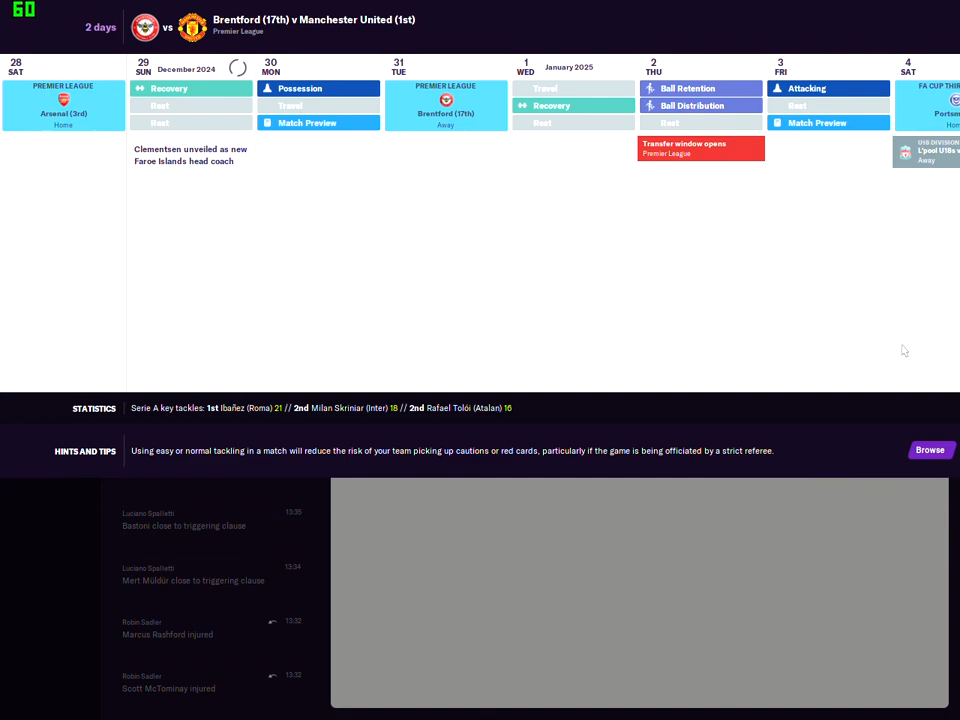 60
2 days
vs
Brentford (17th) v Manchester United (1st)
Premier League
28
SAT
29
SUN
December 2024
30
MON
31
TUE
1
WED
January 2025
2
THU
3
FRI
4
SAT
PREMIER LEAGUE
Arsenal (3rd)
Home
Recovery
Rest
Rest
Possession
Travel
Match Preview
PREMIER LEAGUE
Brentford (17th)
Away
Travel
Recovery
Rest
Ball Retention
Ball Distribution
Rest
Attacking
Rest
Match Preview
FA CUP THIR
Portsm
Hom
Clementsen unveiled as new
Faroe Islands head coach
Transfer window opens
Premier League
U18 DIVISION
L'pool U18s v
Away
STATISTICS
Serie A key tackles: 1st Ibañez (Roma) 21 // 2nd Milan Skriniar (Inter) 18 // 2nd Rafael Tolói (Atalan) 16
HINTS AND TIPS
Using easy or normal tackling in a match will reduce the risk of your team picking up cautions or red cards, particularly if the game is being officiated by a strict referee.
Browse
Luciano Spalletti
13:35
Bastoni close to triggering clause
Luciano Spalletti
13:34
Mert Müldür close to triggering clause
Robin Sadler
13:32
Marcus Rashford injured
Robin Sadler
13:32
Scott McTominay injured